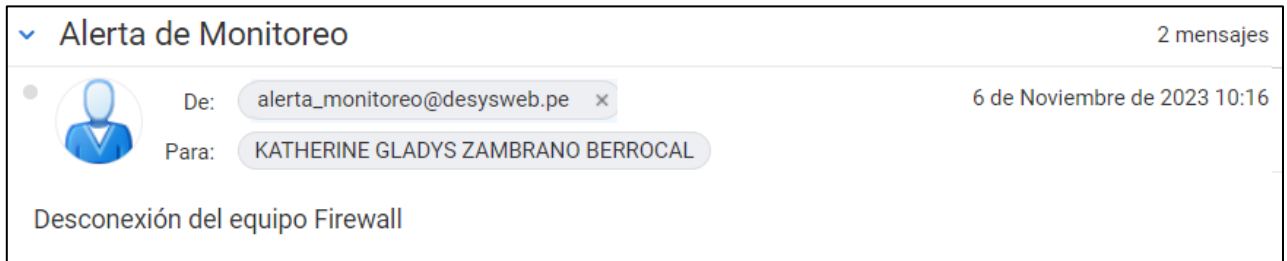 Alerta de Monitoreo 2 mensajes
De: alerta_monitoreo@desysweb.pe × 6 de Noviembre de 2023 10:16
Para: KATHERINE GLADYS ZAMBRANO BERROCAL
Desconexión del equipo Firewall